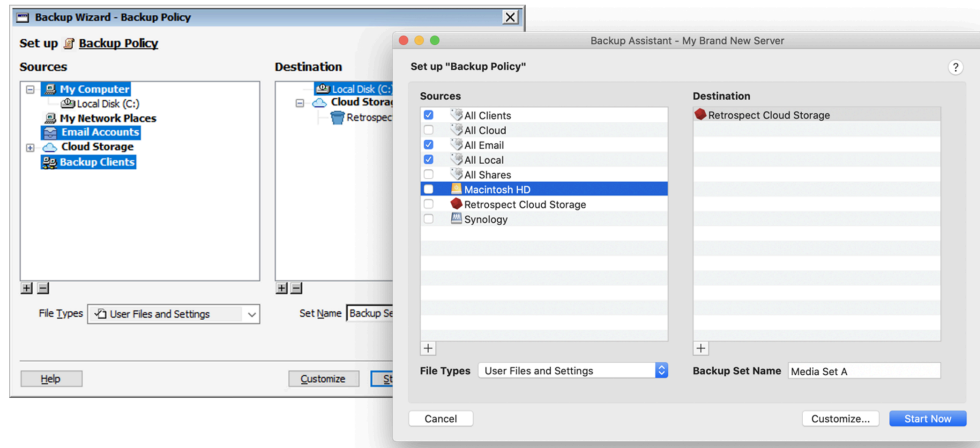 Backup Wizard - Backup Policy
Set up Backup Policy
Sources
Destination
My Computer
Local Disk (C:)
My Network Places
Email Accounts
Cloud Storage
Backup Clients
Local Disk (C:)
Cloud
Retrospect
File Types
User Files and Settings
Set Name
Backup
Help
Customize
Backup Assistant - My Brand New Server
Set up "Backup Policy"
?
Sources
Destination
All Clients
All Cloud
All Email
All Local
All Shares
Macintosh HD
Retrospect Cloud Storage
Synology
Retrospect Cloud Storage
File Types
User Files and Settings
Backup Set Name
Media Set A
Cancel
Customize...
Start Now